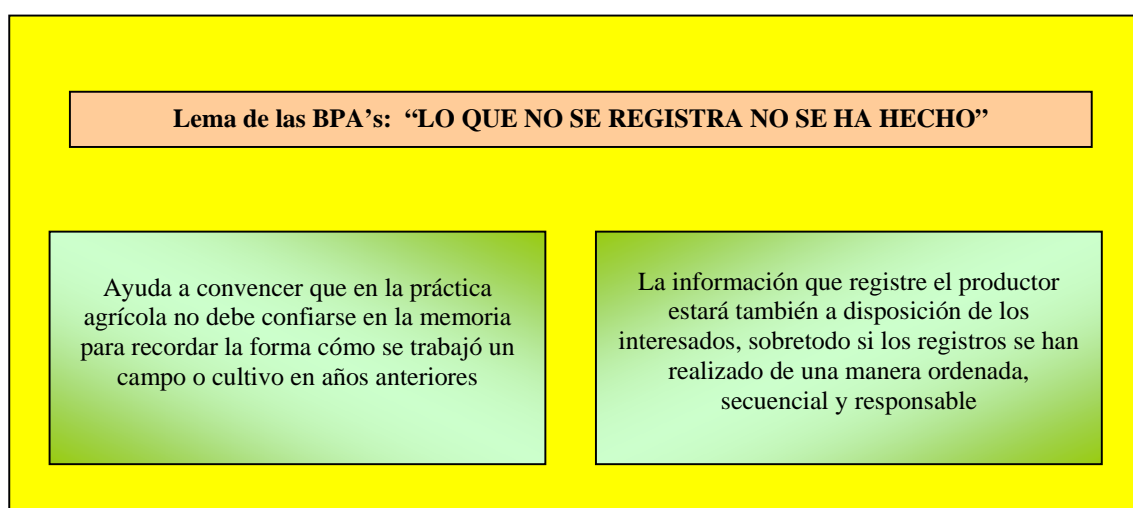 Lema de las BPA’s: “LO QUE NO SE REGISTRA NO SE HA HECHO”
Ayuda a convencer que en la práctica
agrícola no debe confiarse en la memoria
para recordar la forma cómo se trabajó un
campo o cultivo en años anteriores
La información que registre el productor
estará también a disposición de los
interesados, sobretodo si los registros se han
realizado de una manera ordenada,
secuencial y responsable